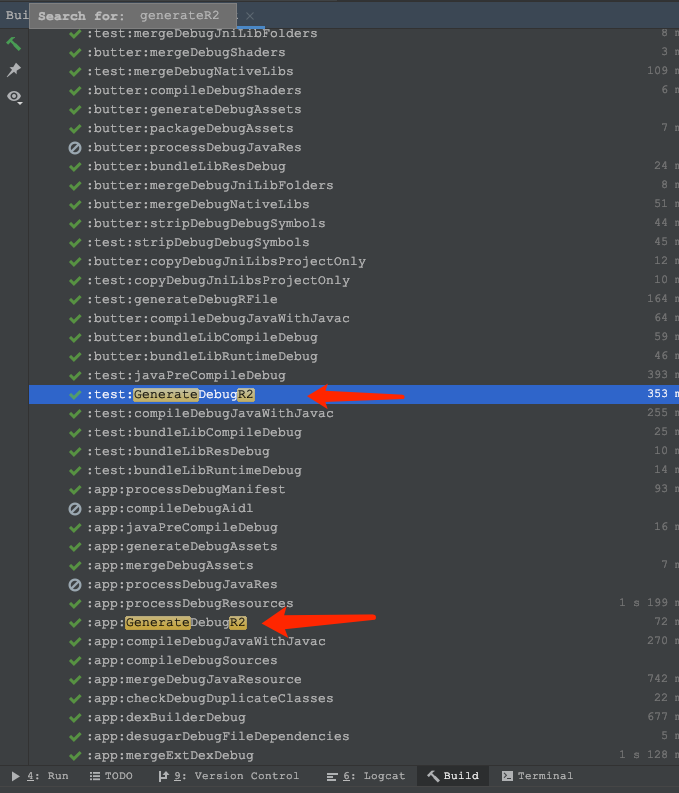 Bui Search for: generateR2
:test:mergeDebugJniLibFolders 8 m
:butter:mergeDebugShaders 3 m
:test:mergeDebugNativeLibs 109 m
:butter:compileDebugShaders 6 m
:butter:generateDebugAssets
:butter:packageDebugAssets 7 m
:butter:processDebugJavaRes
:butter:bundleLibResDebug 24 m
:butter:mergeDebugJniLibFolders 8 m
:butter:mergeDebugNativeLibs 51 m
:butter:stripDebugDebugSymbols 44 m
:test:stripDebugDebugSymbols 45 m
:butter:copyDebugJniLibsProjectOnly 12 m
:test:copyDebugJniLibsProjectOnly 10 m
:test:generateDebugRFile 164 m
:butter:compileDebugJavaWithJavac 64 m
:butter:bundleLibCompileDebug 59 m
:butter:bundleLibRuntimeDebug 46 m
:test:javaPreCompileDebug 393 m
:test:GenerateDebugR2 353 m
:test:compileDebugJavaWithJavac 255 m
:test:bundleLibCompileDebug 25 m
:test:bundleLibResDebug 10 m
:test:bundleLibRuntimeDebug 14 m
:app:processDebugManifest 93 m
:app:compileDebugAidl
:app:javaPreCompileDebug 16 m
:app:generateDebugAssets
:app:mergeDebugAssets 7 m
:app:processDebugJavaRes
:app:processDebugResources 1 s 199 m
:app:GenerateDebugR2 72 m
:app:compileDebugJavaWithJavac 270 m
:app:compileDebugSources
:app:mergeDebugJavaResource 742 m
:app:checkDebugDuplicateClasses 22 m
:app:dexBuilderDebug 677 m
:app:desugarDebugFileDependencies 5 m
:app:mergeExtDexDebug 1 s 128 m
4: Run TODO 9: Version Control 6: Logcat Build Terminal